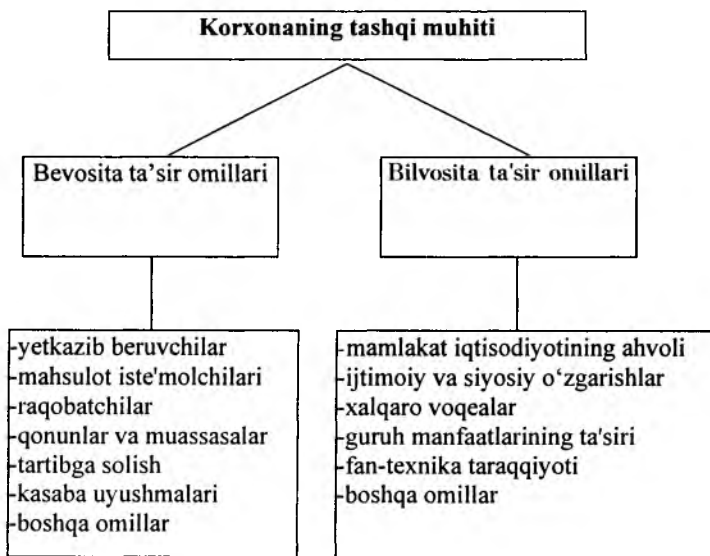 Korxonaning tashqi muhiti
Bevosita ta’sir omillari
Bilvosita ta'sir omillari
-yetkazib beruvchilar
-mahsulot iste'molchilari
-raqobatchilar
-qonunlar va muassasalar
-tartibga solish
-kasaba uyushmalari
-boshqa omillar
-mamlakat iqtisodiyotining ahvoli
-ijtimoiy va siyosiy o‘zgarishlar
-xalqaro voqealar
-guruh manfaatlarining ta'siri
-fan-texnika taraqqiyoti
-boshqa omillar